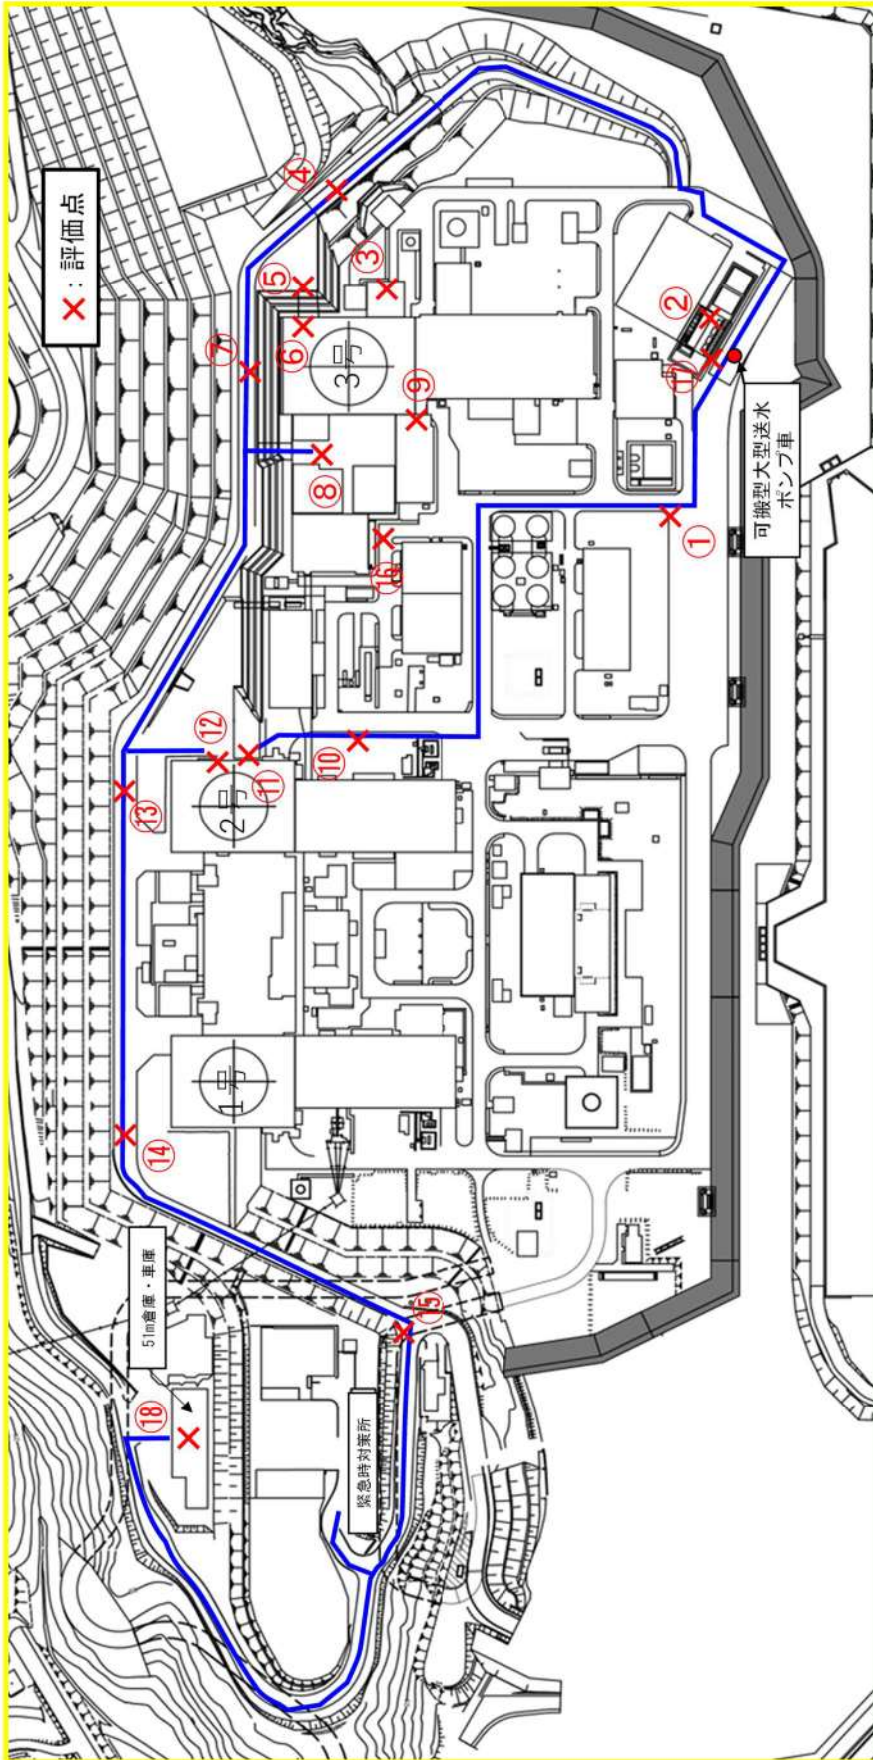 ×：評価点
④
⑤
③
⑦
⑥
3号
②
⑨
⑰
⑧
可搬型大型送水
ポンプ車
①
⑯
⑫
⑩
⑪
⑬
2号
1号
⑭
51m倉庫・車庫
⑮
⑱
緊急時対策所